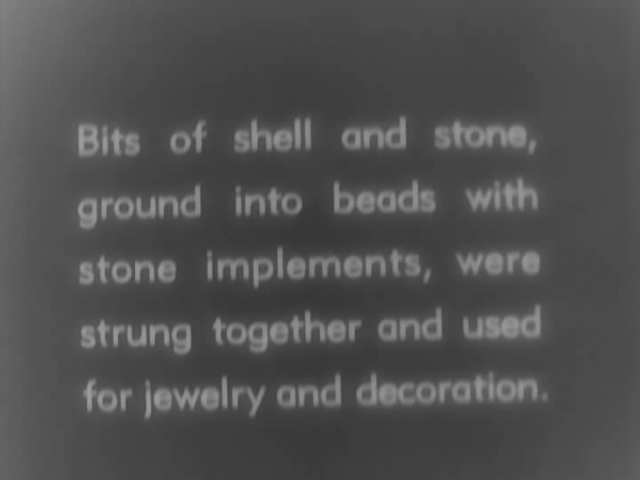 Bits of shell and stone,
ground into beads with
stone implements, were
strung together and used
for jewelry and decoration.